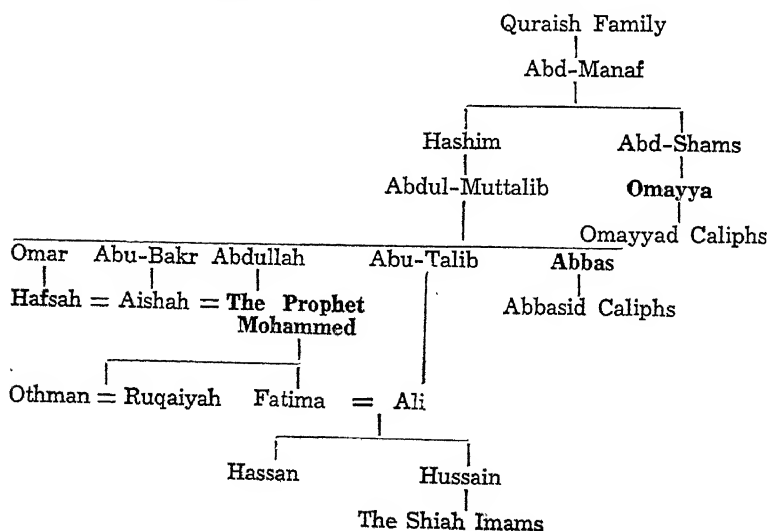 Quraish Family
Abd-Manaf
Hashim Abd-Shams
Abdul-Muttalib Omayya
Omayyad Caliphs
Omar Abu-Bakr Abdullah Abu-Talib Abbas
Hafsah = Aishah = The Prophet Abbasid Caliphs
Mohammed
Othman = Ruqaiyah Fatima = Ali
Hassan Hussain
The Shiah Imams